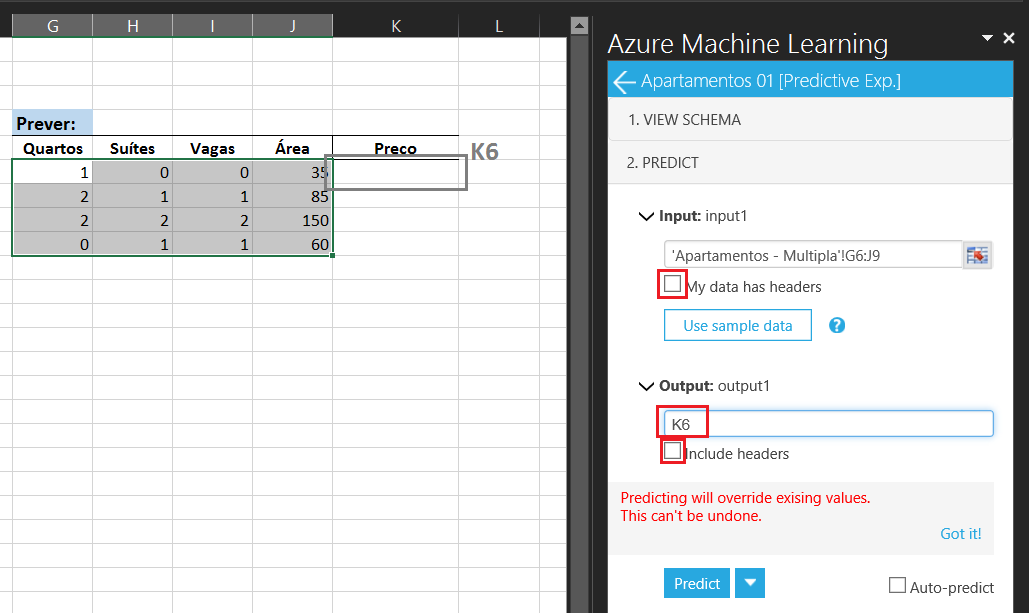 G H I J K L
Prever:
Quartos Suítes Vagas Área Preço K6
1 0 0 35
2 1 1 85
2 2 2 150
0 1 1 60
Azure Machine Learning
Apartamentos 01 [Predictive Exp.]
1. VIEW SCHEMA
2. PREDICT
Input: input1
'Apartamentos - Multipla'!G6:J9
My data has headers
Use sample data ?
Output: output1
K6
Include headers
Predicting will override exising values.
This can't be undone.
Got it!
Predict
Auto-predict